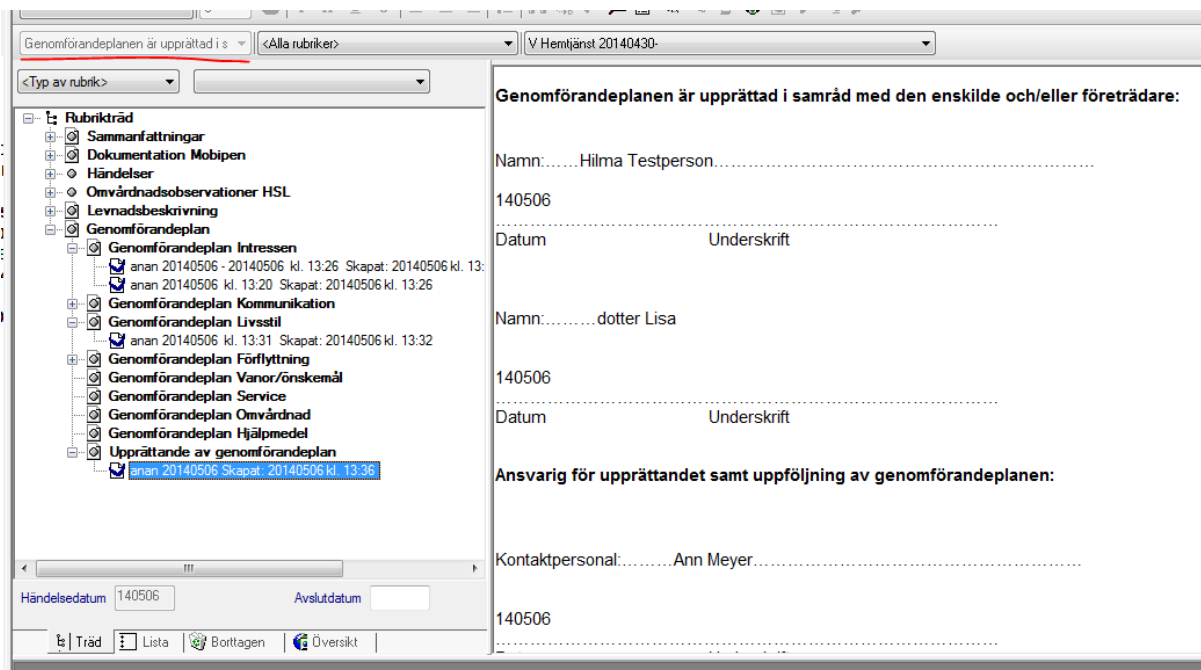 Genomförandeplanen är upprättad i s
<Alla rubriker>
V Hemtjänst 20140430-
<Typ av rubrik>
Rubrikträd
Sammanfattningar
Dokumentation Mobipen
Händelser
Omvårdnadsobservationer HSL
Levnadsbeskrivning
Genomförandeplan
Genomförandeplan Intressen
anan 20140506 - 20140506 kl. 13:26 Skapat: 20140506 kl. 13:
anan 20140506 kl. 13:20 Skapat: 20140506 kl. 13:26
Genomförandeplan Kommunikation
Genomförandeplan Livsstil
anan 20140506 kl. 13:31 Skapat: 20140506 kl. 13:32
Genomförandeplan Förflyttning
Genomförandeplan Vanor/önskemål
Genomförandeplan Service
Genomförandeplan Omvårdnad
Genomförandeplan Hjälpmedel
Upprättande av genomförandeplan
anan 20140506 Skapat: 20140506 kl. 13:36
Händelsedatum 140506 Avslutdatum
Träd Lista Borttagen Översikt
Genomförandeplanen är upprättad i samråd med den enskilde och/eller företrädare:
Namn:……Hilma Testperson……………………………………………………………
140506
……………………………………………………………………………………
Datum Underskrift
Namn:………dotter Lisa
140506
……………………………………………………………………………………
Datum Underskrift
Ansvarig för upprättandet samt uppföljning av genomförandeplanen:
Kontaktpersonal:………Ann Meyer……………………………………………………
140506
……………………………………………………………………………………